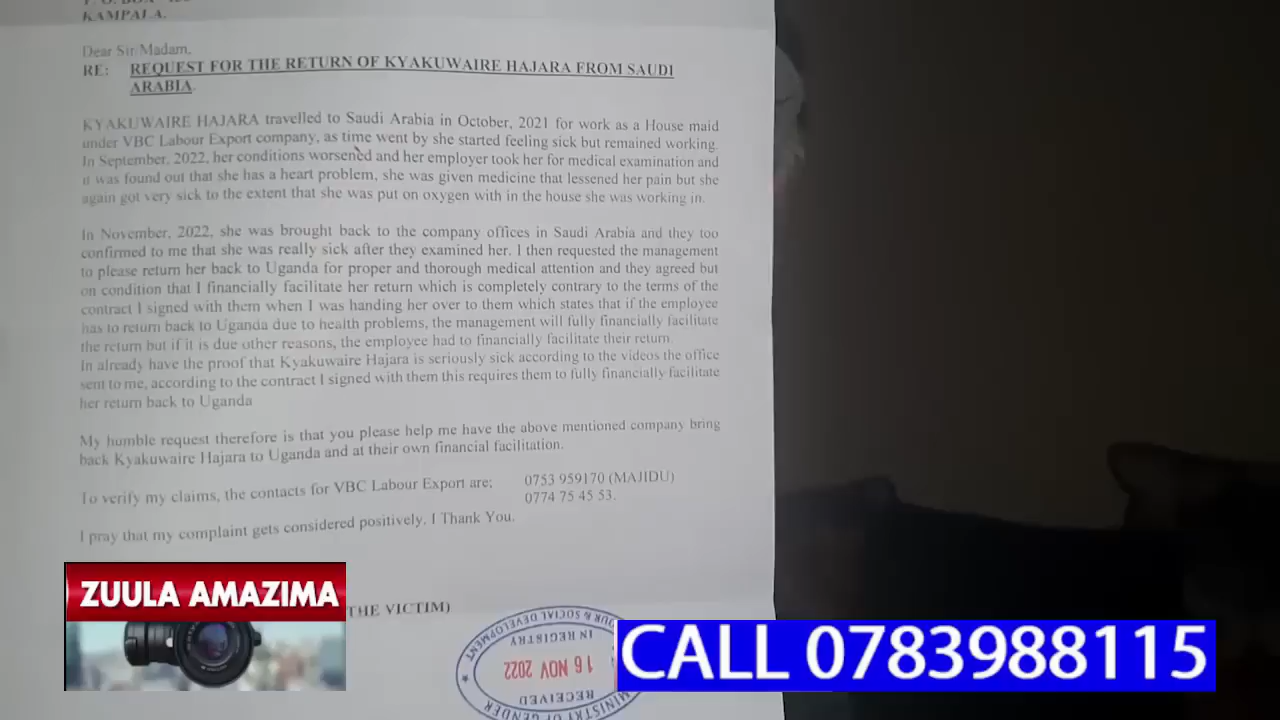 KAMPALA.
Dear Sir/Madam,
RE: REQUEST FOR THE RETURN OF KYAKUWAIRE HAJARA FROM SAUDI
ARABIA.
KYAKUWAIRE HAJARA travelled to Saudi Arabia in October, 2021 for work as a House maid
under VBC Labour Export company, as time went by she started feeling sick but remained working.
In September, 2022, her conditions worsened and her employer took her for medical examination and
it was found out that she has a heart problem, she was given medicine that lessened her pain but she
again got very sick to the extent that she was put on oxygen with in the house she was working in.
In November, 2022, she was brought back to the company offices in Saudi Arabia and they too
confirmed to me that she was really sick after they examined her. I then requested the management
to please return her back to Uganda for proper and thorough medical attention and they agreed but
on condition that I financially facilitate her return which is completely contrary to the terms of the
contract I signed with them when I was handing her over to them which states that if the employee
has to return back to Uganda due to health problems, the management will fully financially facilitate
the return but if it is due other reasons, the employee had to financially facilitate their return.
In already have the proof that Kyakuwaire Hajara is seriously sick according to the videos the office
sent to me, according to the contract I signed with them this requires them to fully financially facilitate
her return back to Uganda
My humble request therefore is that you please help me have the above mentioned company bring
back Kyakuwaire Hajara to Uganda and at their own financial facilitation.
To verify my claims, the contacts for VBC Labour Export are; 0753 959170 (MAJIDU)
0774 75 45 53.
I pray that my complaint gets considered positively. I Thank You.
THE VICTIM)
ZUULA AMAZIMA
CALL 0783988115
MINISTRY OF GENDER
RECEIVED
16 NOV 2022
IN REGISTRY
& SOCIAL DEVELOPMENT